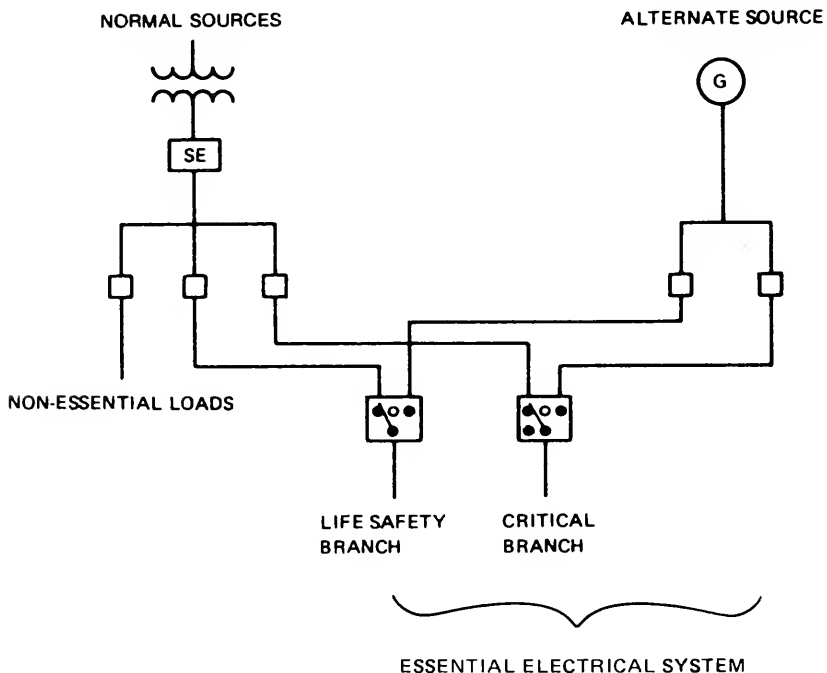 NORMAL SOURCES
ALTERNATE SOURCE
G
SE
NON-ESSENTIAL LOADS
LIFE SAFETY
BRANCH
CRITICAL
BRANCH
ESSENTIAL ELECTRICAL SYSTEM